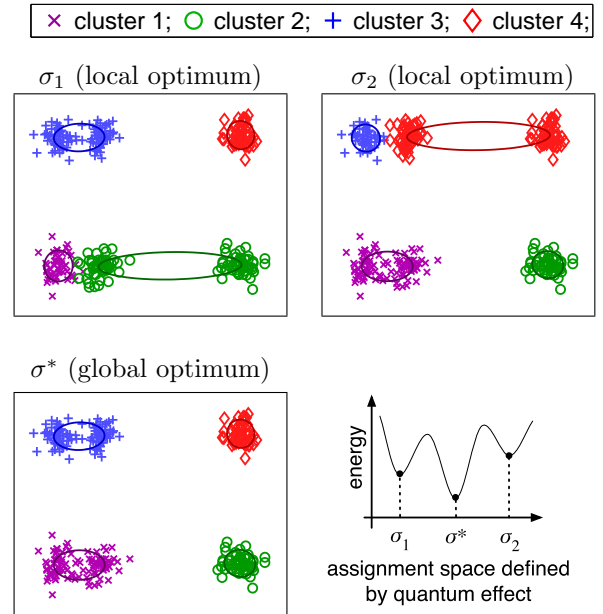 cluster 1; cluster 2; cluster 3; cluster 4;
σ₁ (local optimum)
σ₂ (local optimum)
σ* (global optimum)
energy
σ₁ σ* σ₂
assignment space defined
by quantum effect